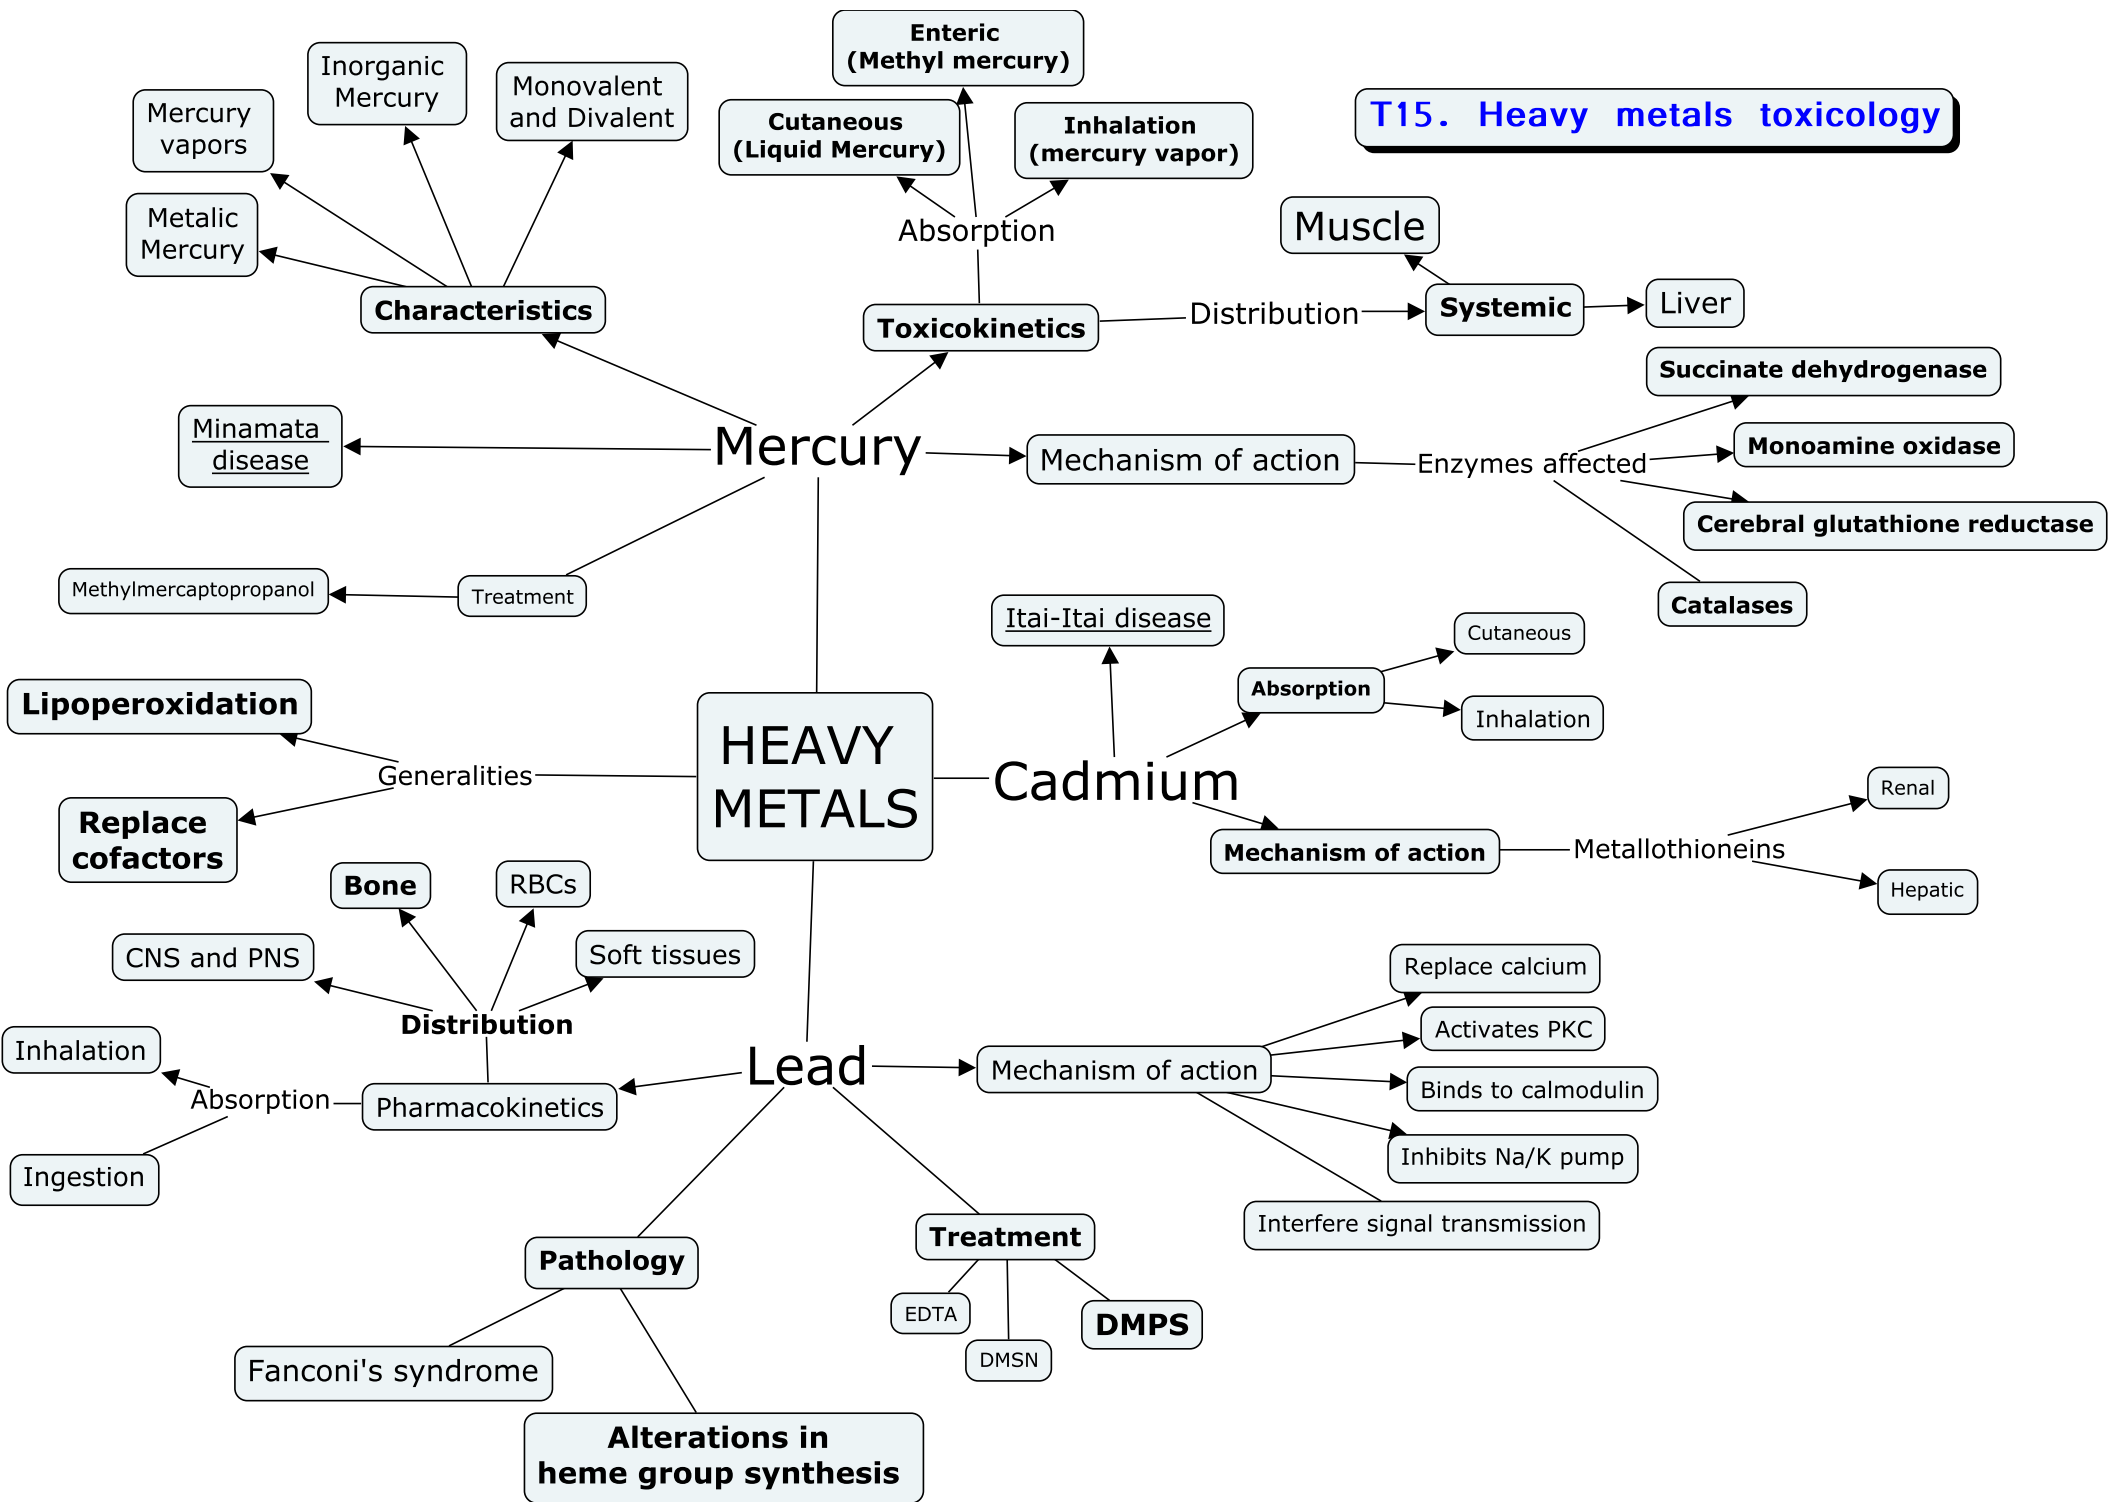 T15. Heavy metals toxicology
Enteric
(Methyl mercury)
Inorganic
Mercury
Monovalent
and Divalent
Mercury
vapors
Cutaneous
(Liquid Mercury)
Inhalation
(mercury vapor)
Metalic
Mercury
Absorption
Muscle
Characteristics
Toxicokinetics
Distribution
Systemic
Liver
Succinate dehydrogenase
Minamata
disease
Mercury
Mechanism of action
Enzymes affected
Monoamine oxidase
Cerebral glutathione reductase
Methylmercaptopropanol
Treatment
Catalases
Itai-Itai disease
Cutaneous
Absorption
Inhalation
Lipoperoxidation
HEAVY
METALS
Generalities
Cadmium
Replace
cofactors
Mechanism of action
Metallothioneins
Renal
Hepatic
Bone
RBCs
CNS and PNS
Soft tissues
Distribution
Inhalation
Absorption
Pharmacokinetics
Ingestion
Lead
Mechanism of action
Replace calcium
Activates PKC
Binds to calmodulin
Inhibits Na/K pump
Interfere signal transmission
Pathology
Treatment
EDTA
DMSN
DMPS
Fanconi's syndrome
Alterations in
heme group synthesis